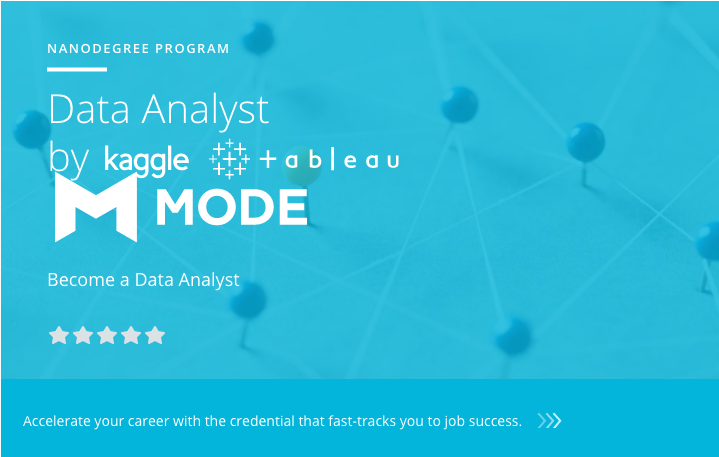 NANODEGREE PROGRAM
Data Analyst
by kaggle +ableau
MODE
Become a Data Analyst
Accelerate your career with the credential that fast-tracks you to job success.